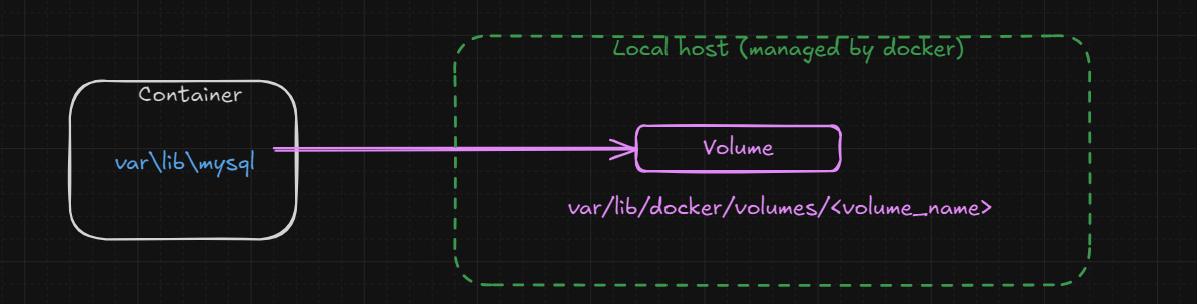 Local host (managed by docker)
Container
Volume
var\lib\mysql
var/lib/docker/volumes/<volume_name>